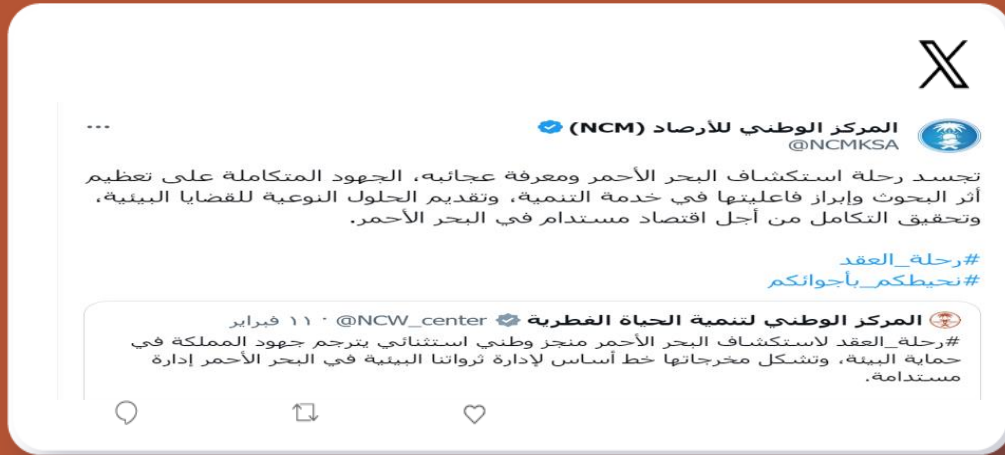 المركز الوطني للأرصاد (NCM)
@NCMKSA
تجسد رحلة استكشاف البحر الأحمر ومعرفة عجائبه، الجهود المتكاملة على تعظيم
أثر البحوث وإبراز فاعليتها في خدمة التنمية، وتقديم الحلول النوعية للقضايا البيئية،
وتحقيق التكامل من أجل اقتصاد مستدام في البحر الأحمر.
#رحلة_العقد
#نحيطكم_بأجوائكم
المركز الوطني لتنمية الحياة الفطرية @NCW_center · ١١ فبراير
#رحلة_العقد لاستكشاف البحر الأحمر منجز وطني استثنائي يترجم جهود المملكة في
حماية البيئة، وتشكل مخرجاتها خط أساس لإدارة ثرواتنا البيئية في البحر الأحمر إدارة
مستدامة.